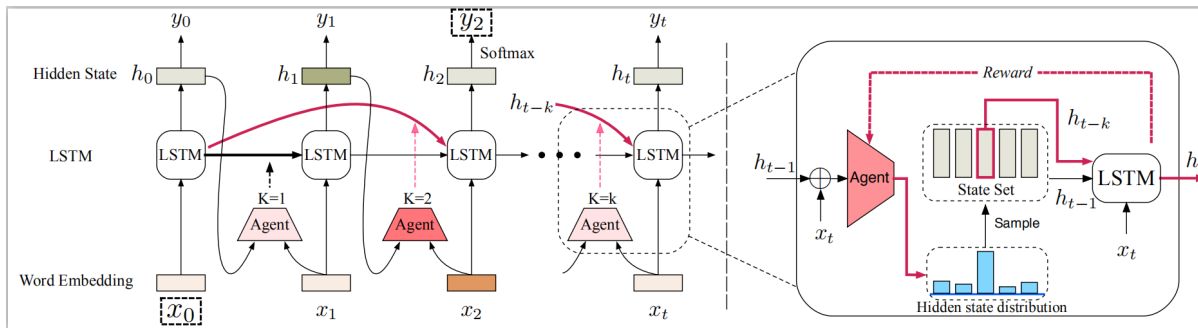 y₀ y₁ y₂ yₜ
Softmax
Hidden State h₀ h₁ h₂ hₜ
hₜ₋ₖ
LSTM LSTM LSTM LSTM LSTM
K=1 K=2 K=k
Agent Agent Agent
Word Embedding
x₀ x₁ x₂ xₜ
Reward
hₜ₋ₖ
hₜ₋₁ Agent
State Set hₜ₋₁ LSTM h
xₜ Sample xₜ
Hidden state distribution